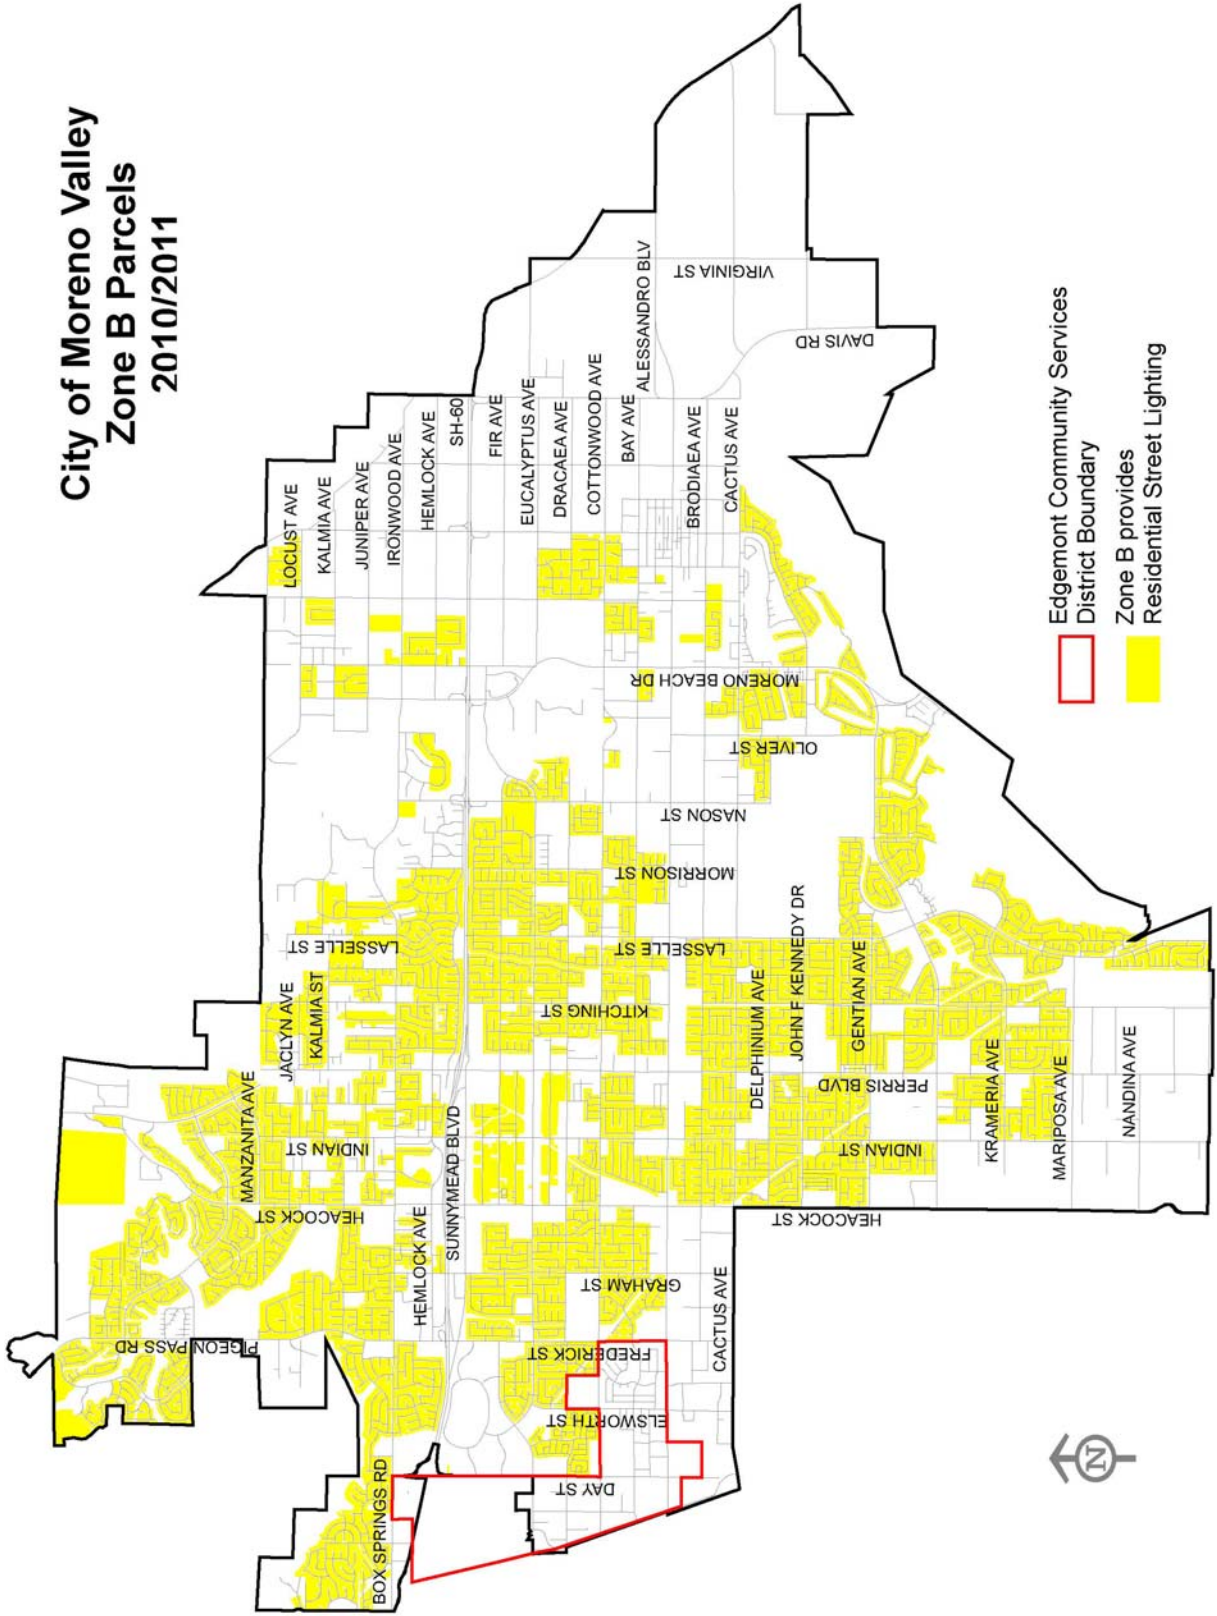 City of Moreno Valley
Zone B Parcels
2010/2011
LOCUST AVE
KALMIA AVE
JUNIPER AVE
IRONWOOD AVE
HEMLOCK AVE
SH-60
FIR AVE
EUCALYPTUS AVE
DRACAEA AVE
COTTONWOOD AVE
BAY AVE
ALESSANDRO BLV
BRODIAEA AVE
CACTUS AVE
VIRGINIA ST
DAVIS RD
MORENO BEACH DR
OLIVER ST
NASON ST
MORRISON ST
LASSELLE ST
LASSELLE ST
KITCHING ST
JACLYN AVE
KALMIA ST
MANZANITA AVE
INDIAN ST
HEACOCK ST
HEMLOCK AVE
SUNNYMEAD BLVD
PIGEON PASS RD
BOX SPRINGS RD
DELPHINIUM AVE
JOHN F KENNEDY DR
GENTIAN AVE
PERRIS BLVD
INDIAN ST
KRAMERIA AVE
MARIPOSA AVE
NANDINA AVE
HEACOCK ST
GRAHAM ST
CACTUS AVE
FREDERICK ST
ELSWORTH ST
DAY ST
N
Edgemont Community Services
District Boundary
Zone B provides
Residential Street Lighting